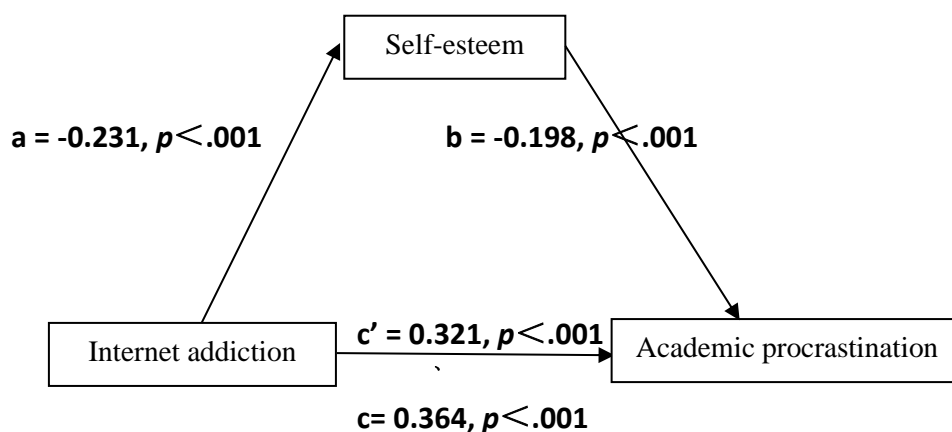 Self-esteem
a = -0.231, p＜.001
b = -0.198, p＜.001
c’ = 0.321, p＜.001
Internet addiction
Academic procrastination
、
c= 0.364, p＜.001